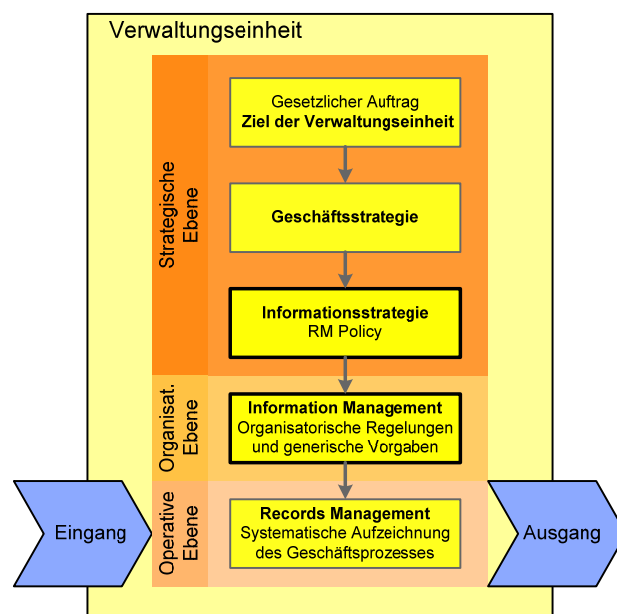 Verwaltungseinheit
Strategische
Ebene
Gesetzlicher Auftrag
Ziel der Verwaltungseinheit
Geschäftsstrategie
Informationsstrategie
RM Policy
Organisat.
Ebene
Information Management
Organisatorische Regelungen
und generische Vorgaben
Eingang
Operative
Ebene
Records Management
Systematische Aufzeichnung
des Geschäftsprozesses
Ausgang